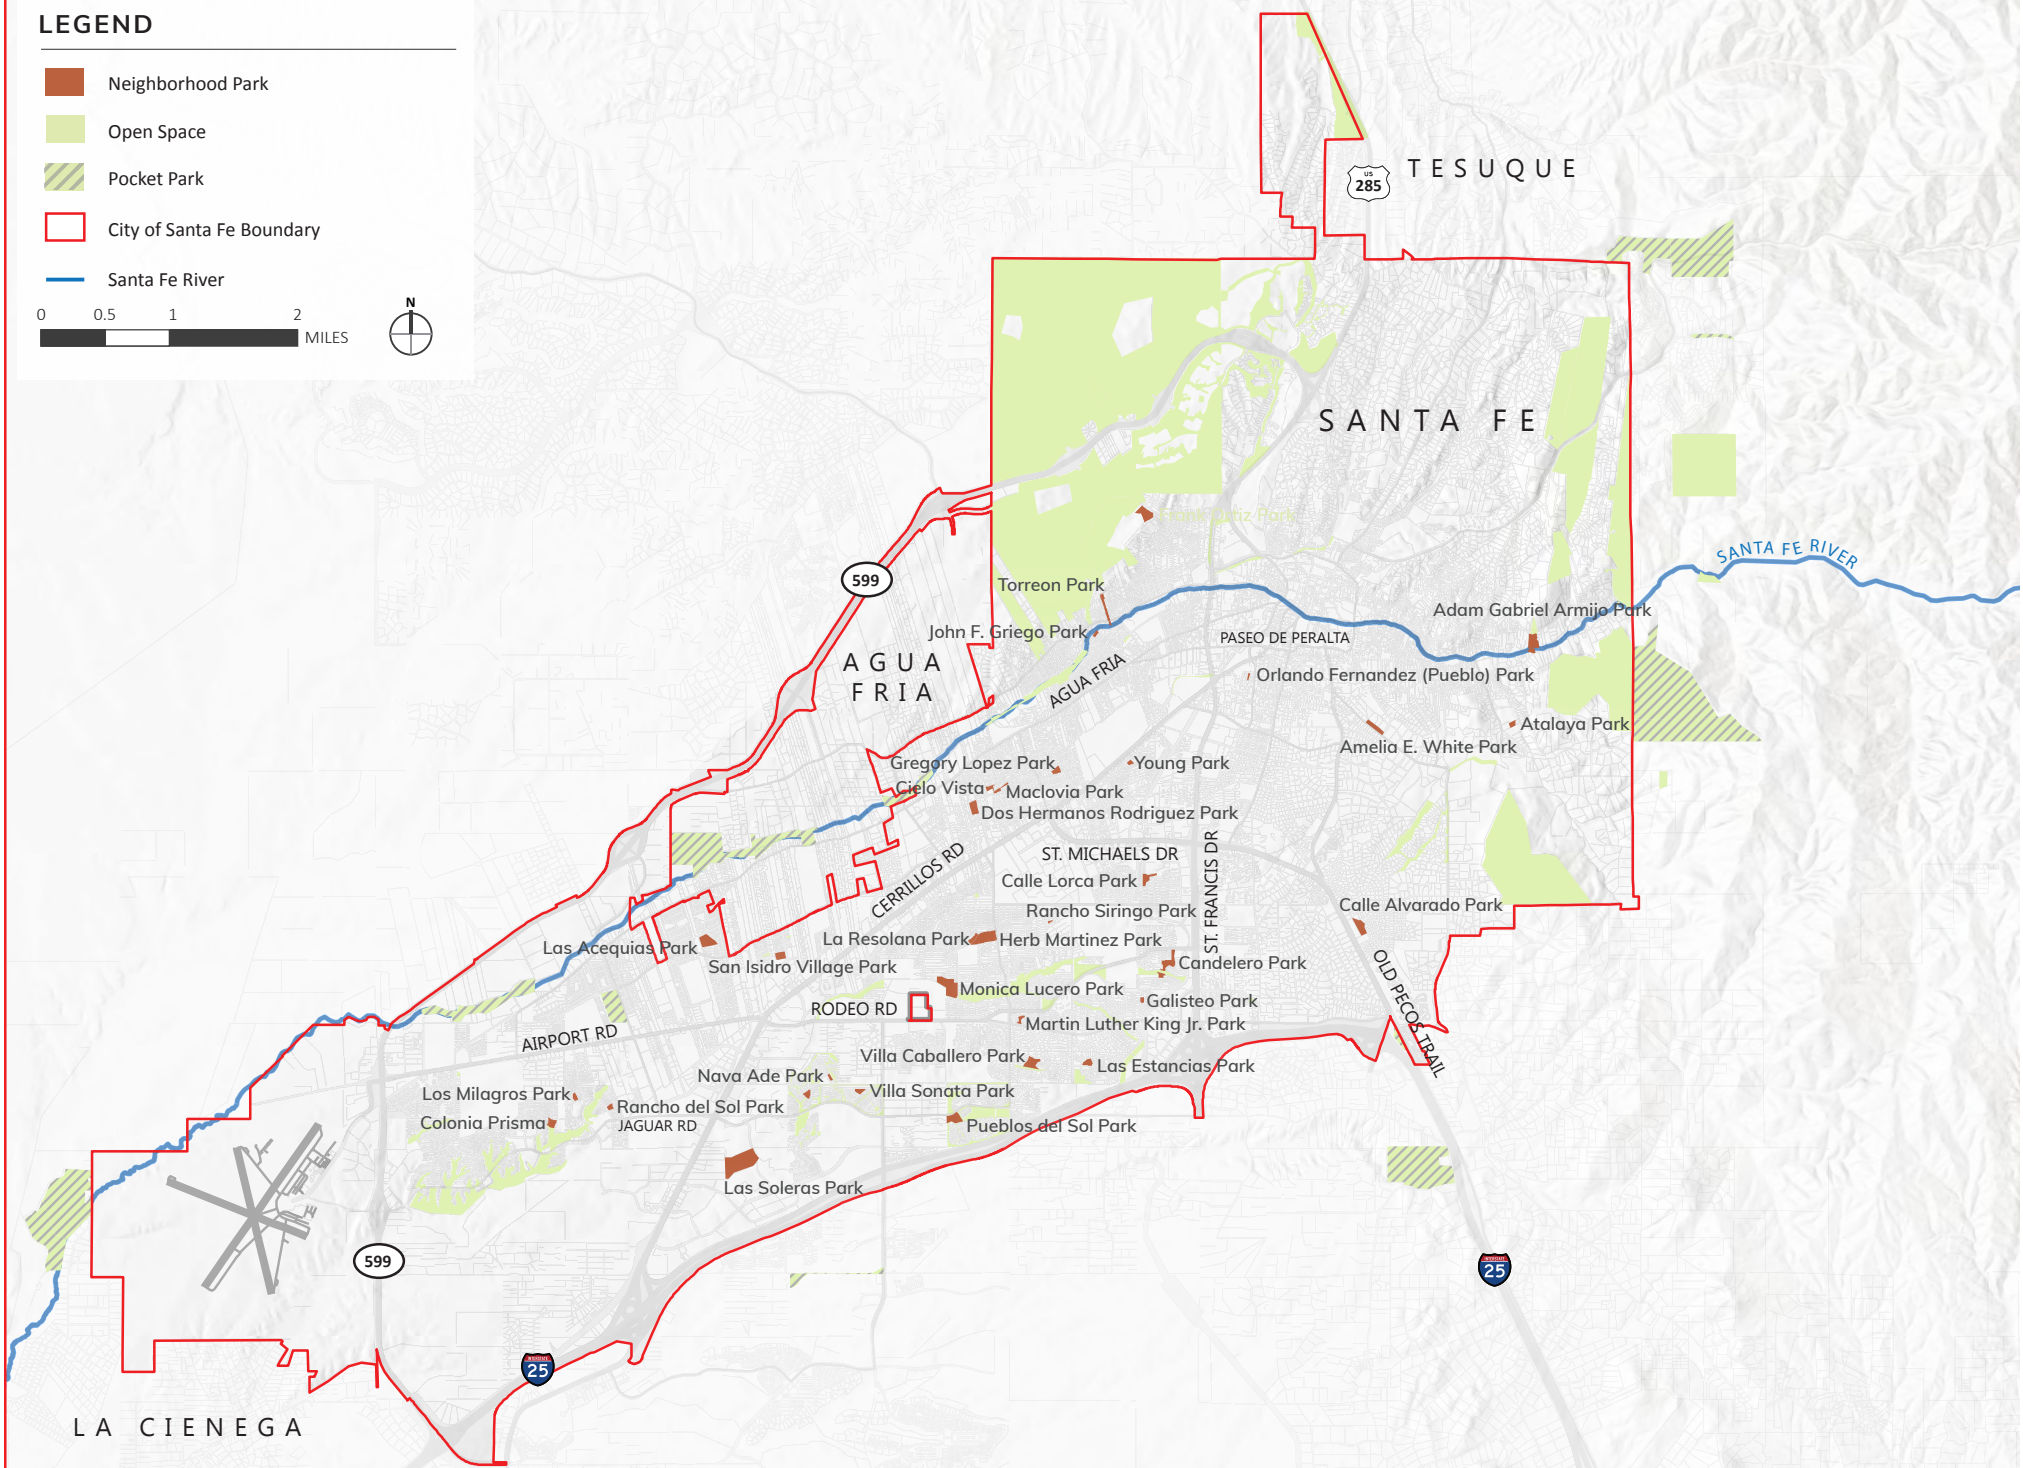 LEGEND
Neighborhood Park
Open Space
Pocket Park
City of Santa Fe Boundary
Santa Fe River
0 0.5 1 2
MILES
N
TESUQUE
US
285
SANTA FE
Frank Ortiz Park
SANTA FE RIVER
599
Torreon Park
Adam Gabriel Armijo Park
John F. Griego Park
PASEO DE PERALTA
AGUA
FRIA
AGUA FRIA
Orlando Fernandez (Pueblo) Park
Atalaya Park
Amelia E. White Park
Gregory Lopez Park
Young Park
Cielo Vista
Maclovia Park
Dos Hermanos Rodriguez Park
ST. MICHAELS DR
ST. FRANCIS DR
CERRILLOS RD
Calle Lorca Park
Calle Alvarado Park
Rancho Siringo Park
La Resolana Park
Herb Martinez Park
Las Acequias Park
San Isidro Village Park
Candelero Park
OLD PECOS TRAIL
Monica Lucero Park
Galisteo Park
RODEO RD
Martin Luther King Jr. Park
AIRPORT RD
Villa Caballero Park
Las Estancias Park
Nava Ade Park
Villa Sonata Park
Los Milagros Park
Rancho del Sol Park
Colonia Prisma
JAGUAR RD
Pueblos del Sol Park
Las Soleras Park
599
INTERSTATE
25
INTERSTATE
25
LA CIENEGA